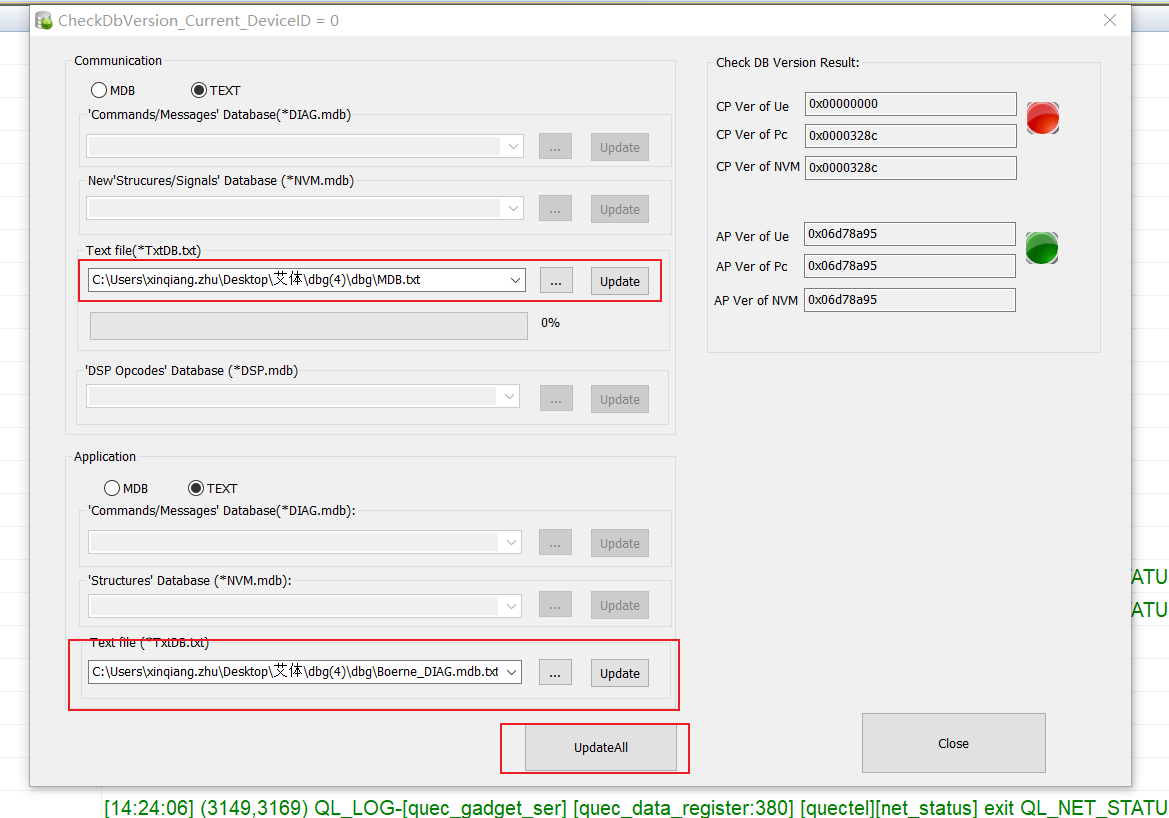 CheckDbVersion_Current_DeviceID = 0
Communication
MDB
TEXT
'Commands/Messages' Database(*DIAG.mdb)
...
Update
New'Strucures/Signals' Database (*NVM.mdb)
...
Update
Text file(*TxtDB.txt)
C:\Users\xinqiang.zhu\Desktop\艾体\dbg(4)\dbg\MDB.txt
...
Update
0%
'DSP Opcodes' Database (*DSP.mdb)
...
Update
Application
MDB
TEXT
'Commands/Messages' Database(*DIAG.mdb):
...
Update
'Structures' Database (*NVM.mdb):
...
Update
Text file (*TxtDB.txt)
C:\Users\xinqiang.zhu\Desktop\艾体\dbg(4)\dbg\Boerne_DIAG.mdb.txt
...
Update
UpdateAll
Close
Check DB Version Result:
CP Ver of Ue 0x00000000
CP Ver of Pc 0x0000328c
CP Ver of NVM 0x0000328c
AP Ver of Ue 0x06d78a95
AP Ver of Pc 0x06d78a95
AP Ver of NVM 0x06d78a95
ATU
ATU
[14:24:06] (3149,3169) QL_LOG-[quec_gadget_ser] [quec_data_register:380] [quectel][net_status] exit QL_NET_STATU